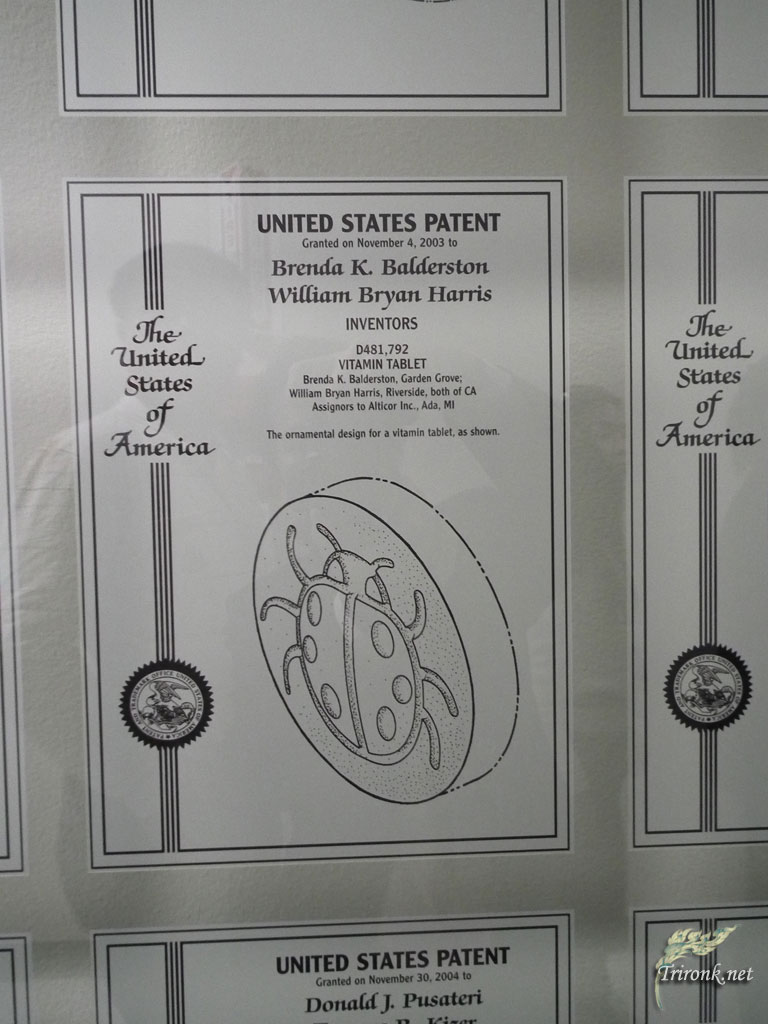 UNITED STATES PATENT
Granted on November 4, 2003 to
Brenda K. Balderston
William Bryan Harris
INVENTORS
D481,792
VITAMIN TABLET
Brenda K. Balderston, Garden Grove;
William Bryan Harris, Riverside, both of CA
Assignors to Alticor Inc., Ada, MI
The ornamental design for a vitamin tablet, as shown.
The
United
States
of
America
The
United
States
of
America
UNITED STATES PATENT
Granted on November 30, 2004 to
Donald J. Pusateri
Trironk.net